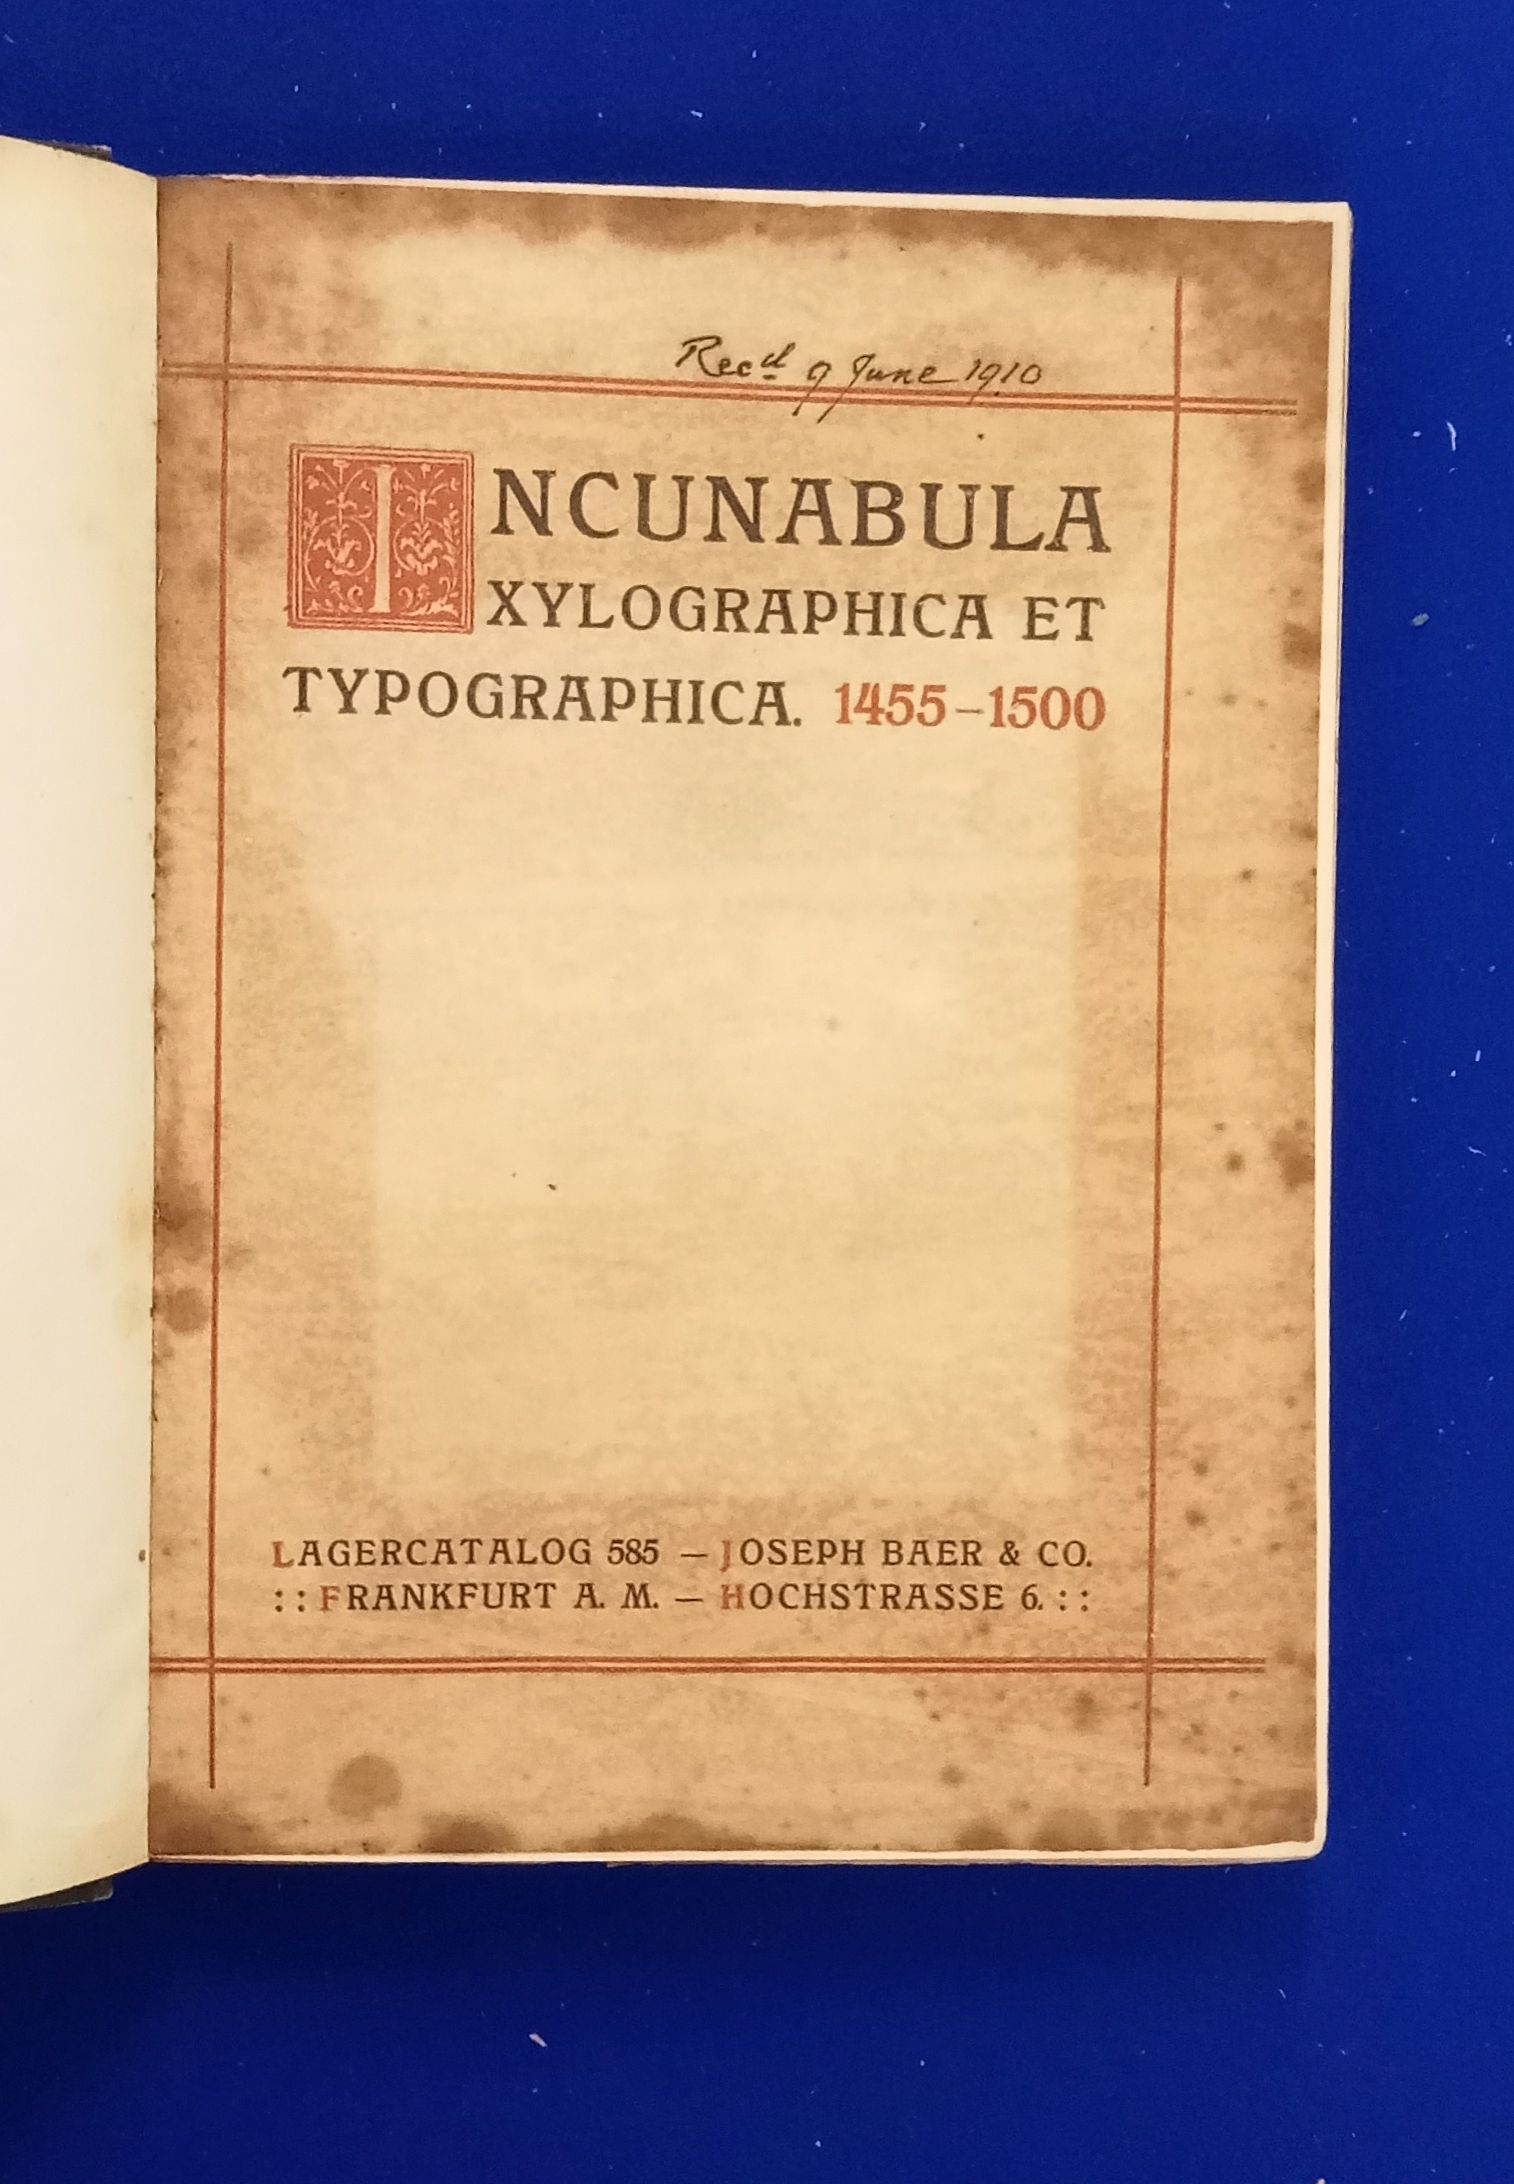 Recd 9 June 1910
INCUNABULA
XYLOGRAPHICA ET
TYPOGRAPHICA. 1455–1500
LAGERCATALOG 585 — JOSEPH BAER & CO.
:: FRANKFURT A. M. — HOCHSTRASSE 6. ::